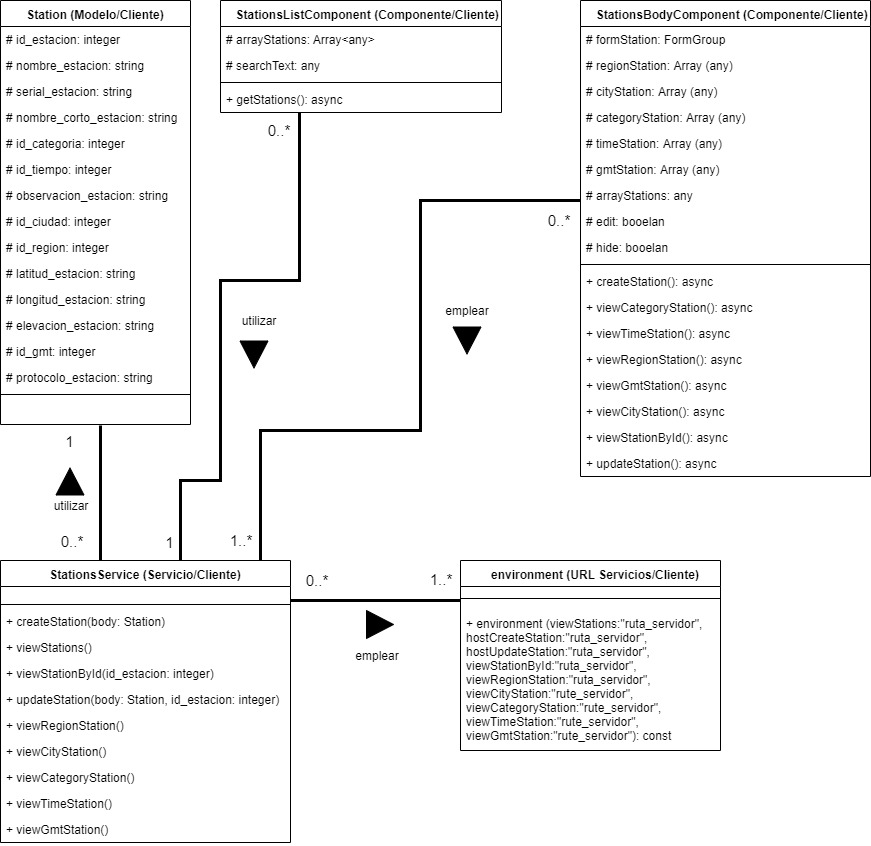 Station (Modelo/Cliente)
# id_estacion: integer
# nombre_estacion: string
# serial_estacion: string
# nombre_corto_estacion: string
# id_categoria: integer
# id_tiempo: integer
# observacion_estacion: string
# id_ciudad: integer
# id_region: integer
# latitud_estacion: string
# longitud_estacion: string
# elevacion_estacion: string
# id_gmt: integer
# protocolo_estacion: string
StationsListComponent (Componente/Cliente)
# arrayStations: Array<any>
# searchText: any
+ getStations(): async
0..*
StationsBodyComponent (Componente/Cliente)
# formStation: FormGroup
# regionStation: Array (any)
# cityStation: Array (any)
# categoryStation: Array (any)
# timeStation: Array (any)
# gmtStation: Array (any)
# arrayStations: any
# edit: booelan
# hide: booelan
+ createStation(): async
+ viewCategoryStation(): async
+ viewTimeStation(): async
+ viewRegionStation(): async
+ viewGmtStation(): async
+ viewCityStation(): async
+ viewStationById(): async
+ updateStation(): async
0..*
utilizar
emplear
1
utilizar
0..*
1
1..*
StationsService (Servicio/Cliente)
+ createStation(body: Station)
+ viewStations()
+ viewStationById(id_estacion: integer)
+ updateStation(body: Station, id_estacion: integer)
+ viewRegionStation()
+ viewCityStation()
+ viewCategoryStation()
+ viewTimeStation()
+ viewGmtStation()
0..*
1..*
emplear
environment (URL Servicios/Cliente)
+ environment (viewStations:"ruta_servidor",
hostCreateStation:"ruta_servidor",
hostUpdateStation:"ruta_servidor",
viewStationById:"ruta_servidor",
viewRegionStation:"ruta_servidor",
viewCityStation:"rute_servidor",
viewCategoryStation:"rute_servidor",
viewTimeStation:"rute_servidor",
viewGmtStation:"rute_servidor"): const